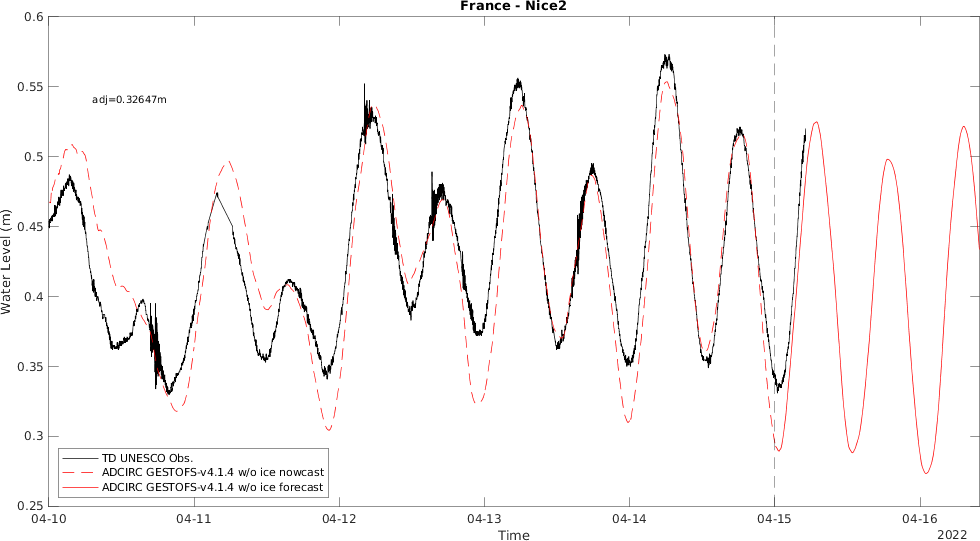 France - Nice2
0.6
0.55
0.5
0.45
0.4
0.35
0.3
0.25
Water Level (m)
adj=0.32647m
TD UNESCO Obs.
ADCIRC GESTOFS-v4.1.4 w/o ice nowcast
ADCIRC GESTOFS-v4.1.4 w/o ice forecast
04-10 04-11 04-12 04-13 04-14 04-15 04-16
Time
2022